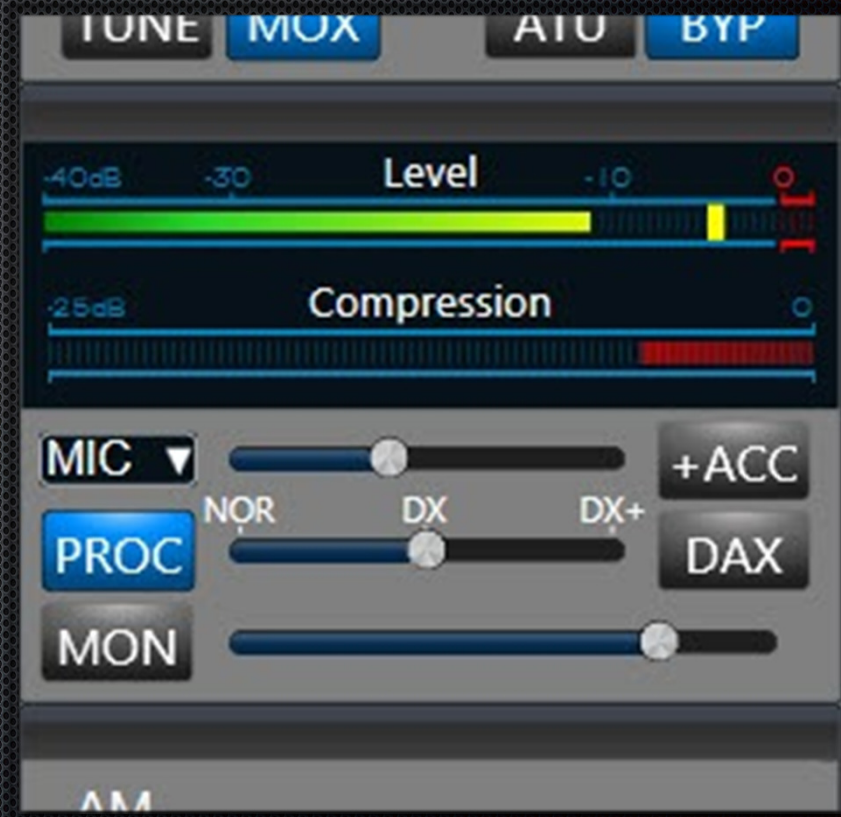 TUNE MOX ATU BYP
Level
-40dB -30 -10 0
Compression
-25dB 0
MIC ▼ +ACC
NOR DX DX+
PROC DAX
MON
AM